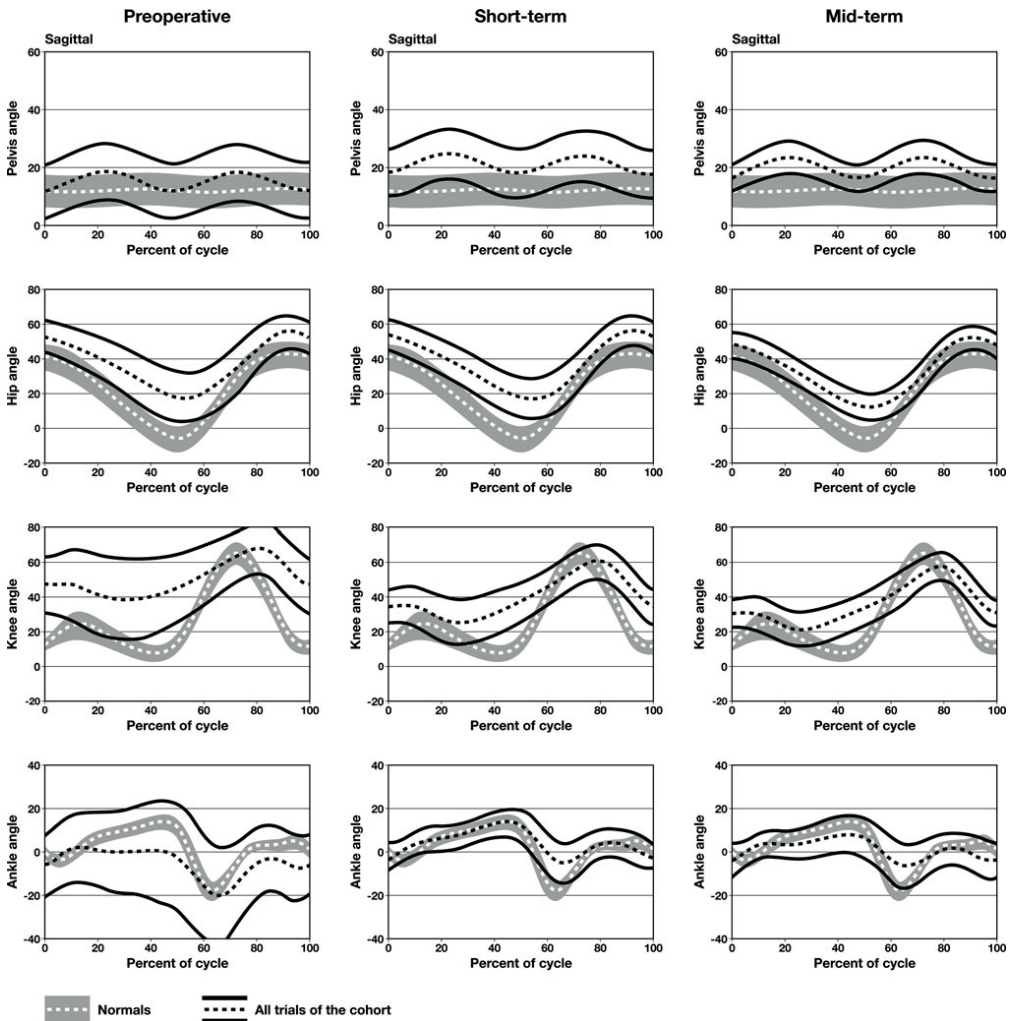 Preoperative Short-term Mid-term
Sagittal Sagittal Sagittal
60 60 60
40 40 40
20 20 20
0 0 0
Pelvis angle Pelvis angle Pelvis angle
0 20 40 60 80 100 0 20 40 60 80 100 0 20 40 60 80 100
Percent of cycle Percent of cycle Percent of cycle
80 80 80
60 60 60
40 40 40
20 20 20
0 0 0
-20 -20 -20
Hip angle Hip angle Hip angle
0 20 40 60 80 100 0 20 40 60 80 100 0 20 40 60 80 100
Percent of cycle Percent of cycle Percent of cycle
80 80 80
60 60 60
40 40 40
20 20 20
0 0 0
-20 -20 -20
Knee angle Knee angle Knee angle
0 20 40 60 80 100 0 20 40 60 80 100 0 20 40 60 80 100
Percent of cycle Percent of cycle Percent of cycle
40 40 40
20 20 20
0 0 0
-20 -20 -20
-40 -40 -40
Ankle angle Ankle angle Ankle angle
0 20 40 60 80 100 0 20 40 60 80 100 0 20 40 60 80 100
Percent of cycle Percent of cycle Percent of cycle
Normals All trials of the cohort